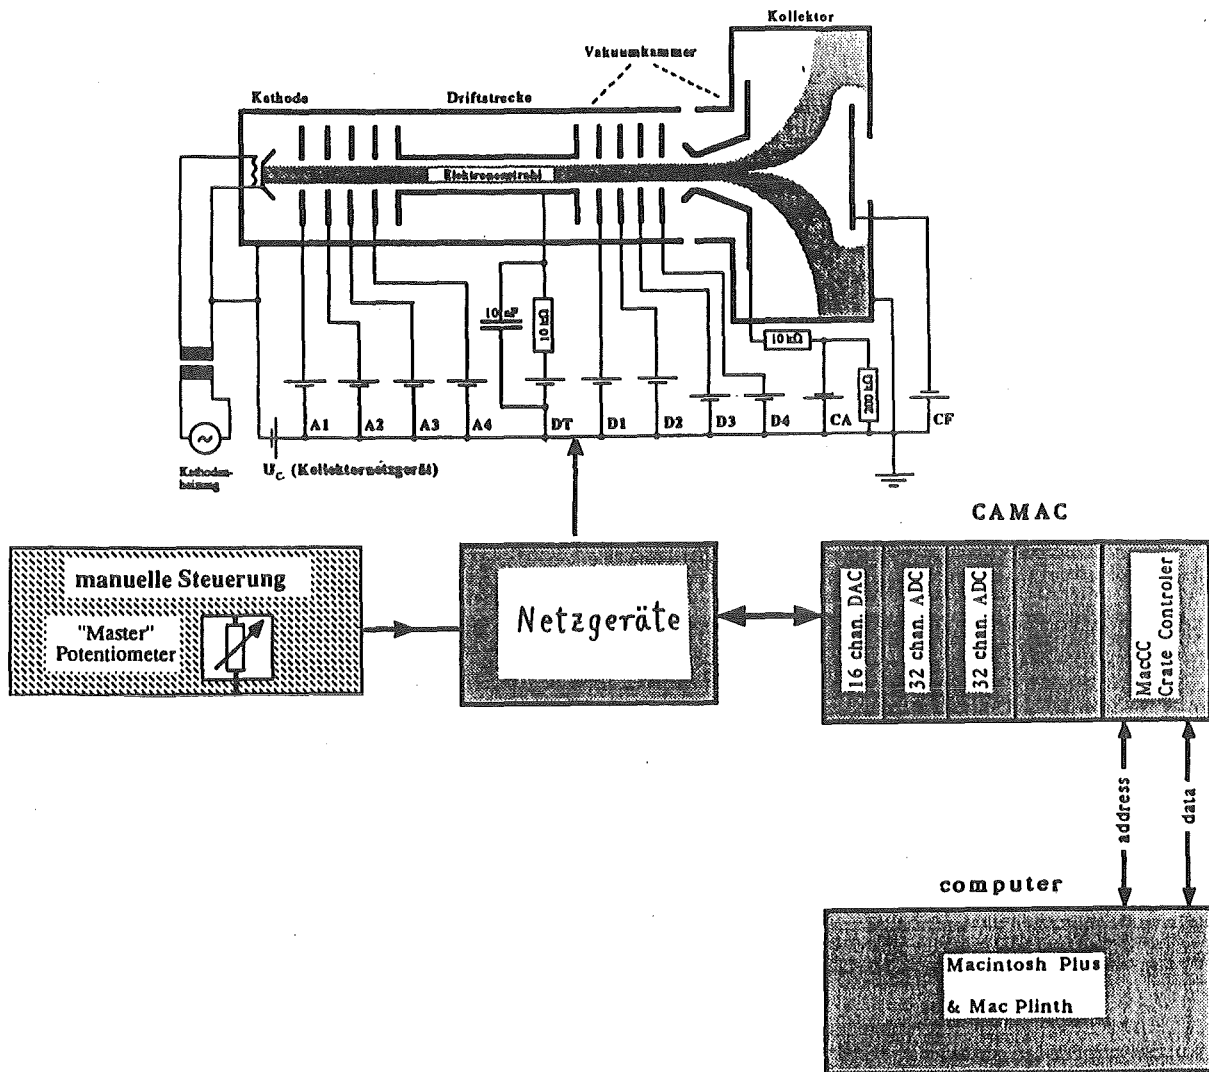 Kollektor
Vakuumkammer
Kathode
Driftstrecke
Elektronenstrahl
10 nF
10 kΩ
10 kΩ
200 kΩ
A1 A2 A3 A4 DT D1 D2 D3 D4 CA CF
~
Kathoden-
heizung
U_C (Kollektornetzgerät)
CAMAC
manuelle Steuerung
"Master"
Potentiometer
Netzgeräte
16 chan. DAC
32 chan. ADC
32 chan. ADC
MacCC
Crate Controler
address
data
computer
Macintosh Plus
& Mac Plinth